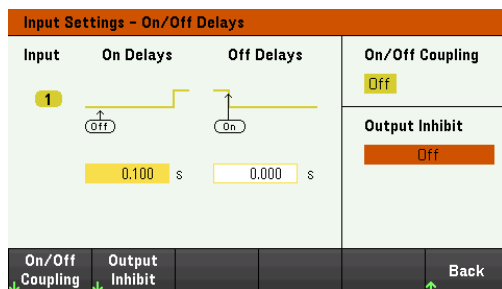 Input Settings - On/Off Delays
Input On Delays Off Delays
1
Off
On
0.100 s 0.000 s
On/Off Coupling
Off
Output Inhibit
Off
On/Off Coupling
Output Inhibit
Back